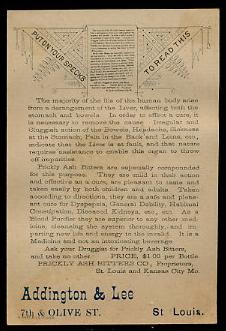 PUT ON YOUR SPECKS
TO READ THIS
The majority of the ills of the human body arise
from a derangement of the Liver, affecting both the
stomach and bowels. In order to effect a cure, it
is necessary to remove the cause. Irregular and
Sluggish action of the Bowels, Headache, Sickness
at the Stomach, Pain in the Back and Loins, etc.,
indicate that the Liver is at fault, and that nature
requires assistance to enable this organ to throw
off impurities.
Prickly Ash Bitters are especially compounded
for this purpose. They are mild in their action
and effective as a cure, are pleasant to taste and
taken easily by both children and adults. Taken
according to directions, they are a safe and pleas-
ant cure for Dyspepsia, General Debility, Habitual
Constipation, Diseased Kidneys, etc., etc. As a
Blood Purifier they are superior to any other med-
icine, cleansing the system thoroughly, and im-
parting new life and energy to the invalid. It is a
Medicine and not an intoxicating beverage.
Ask your Druggist for Prickly Ash Bitters,
and take no other. PRICE, $1.00 per Bottle
PRICKLY ASH BITTERS CO., Proprietors,
St. Louis and Kansas City Mo.
Addington & Lee
7th & OLIVE ST. St Louis.